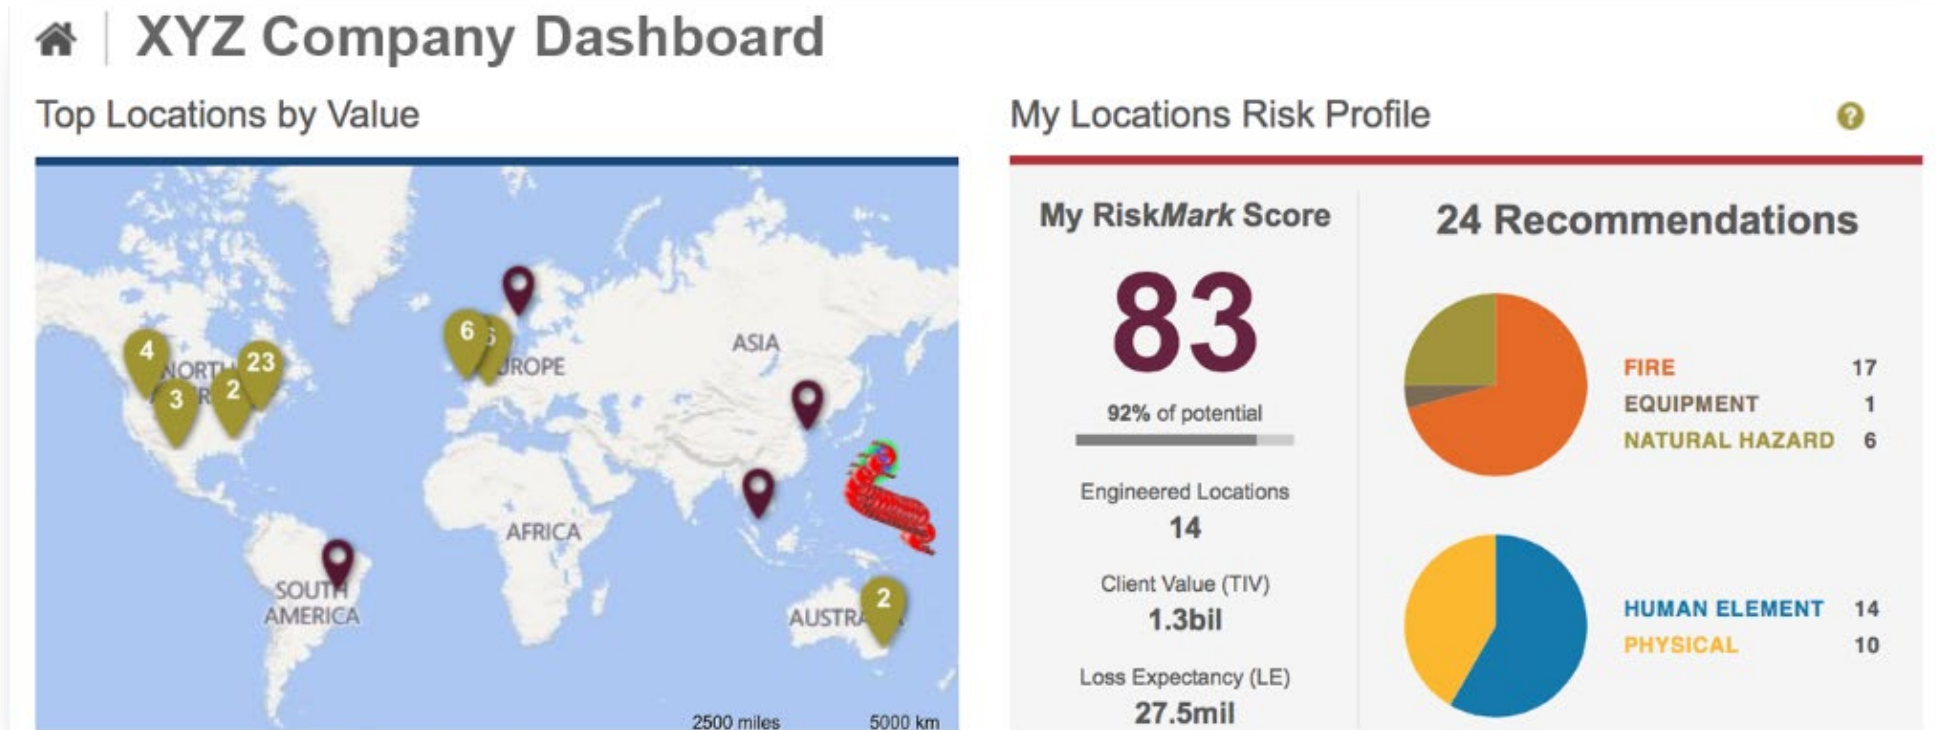 XYZ Company Dashboard
Top Locations by Value
4
3
2
23
6
NORTH
EUROPE
ASIA
AFRICA
SOUTH
AMERICA
2
2500 miles
5000 km
My Locations Risk Profile
?
My RiskMark Score
83
92% of potential
Engineered Locations
14
Client Value (TIV)
1.3bil
Loss Expectancy (LE)
27.5mil
24 Recommendations
FIRE 17
EQUIPMENT 1
NATURAL HAZARD 6
HUMAN ELEMENT 14
PHYSICAL 10